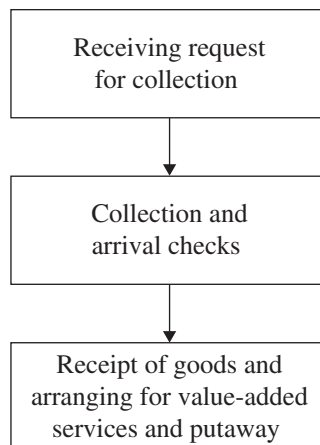 Receiving request
for collection
Collection and
arrival checks
Receipt of goods and
arranging for value-added
services and putaway